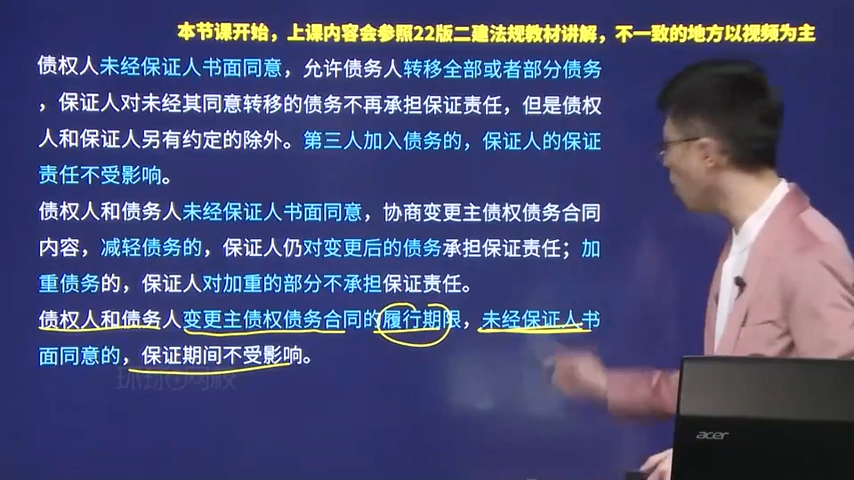 本节课开始，上课内容会参照22版二建法规教材讲解，不一致的地方以视频为主
债权人未经保证人书面同意，允许债务人转移全部或者部分债务
，保证人对未经其同意转移的债务不再承担保证责任，但是债权
人和保证人另有约定的除外。第三人加入债务的，保证人的保证
责任不受影响。
债权人和债务人未经保证人书面同意，协商变更主债权债务合同
内容，减轻债务的，保证人仍对变更后的债务承担保证责任；加
重债务的，保证人对加重的部分不承担保证责任。
债权人和债务人变更主债权债务合同的履行期限，未经保证人书
面同意的，保证期间不受影响。
环球网校
acer